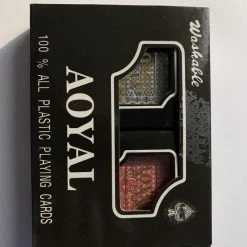 Washable
AOYAL
100 % ALL PLASTIC PLAYING CARDS